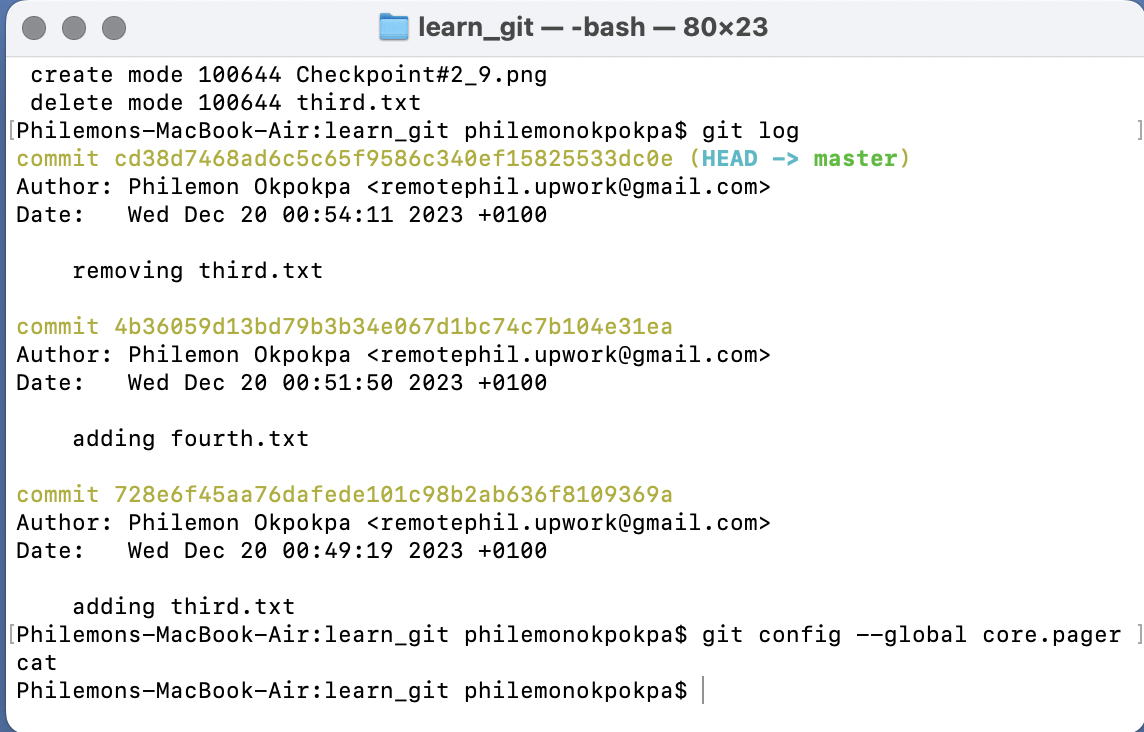 learn_git — -bash — 80×23
create mode 100644 Checkpoint#2_9.png
delete mode 100644 third.txt
[Philemons-MacBook-Air:learn_git philemonokpokpa$ git log ]
commit cd38d7468ad6c5c65f9586c340ef15825533dc0e (HEAD -> master)
Author: Philemon Okpokpa <remotephil.upwork@gmail.com>
Date:   Wed Dec 20 00:54:11 2023 +0100
    removing third.txt
commit 4b36059d13bd79b3b34e067d1bc74c7b104e31ea
Author: Philemon Okpokpa <remotephil.upwork@gmail.com>
Date:   Wed Dec 20 00:51:50 2023 +0100
    adding fourth.txt
commit 728e6f45aa76dafede101c98b2ab636f8109369a
Author: Philemon Okpokpa <remotephil.upwork@gmail.com>
Date:   Wed Dec 20 00:49:19 2023 +0100
    adding third.txt
[Philemons-MacBook-Air:learn_git philemonokpokpa$ git config --global core.pager ]
cat
Philemons-MacBook-Air:learn_git philemonokpokpa$